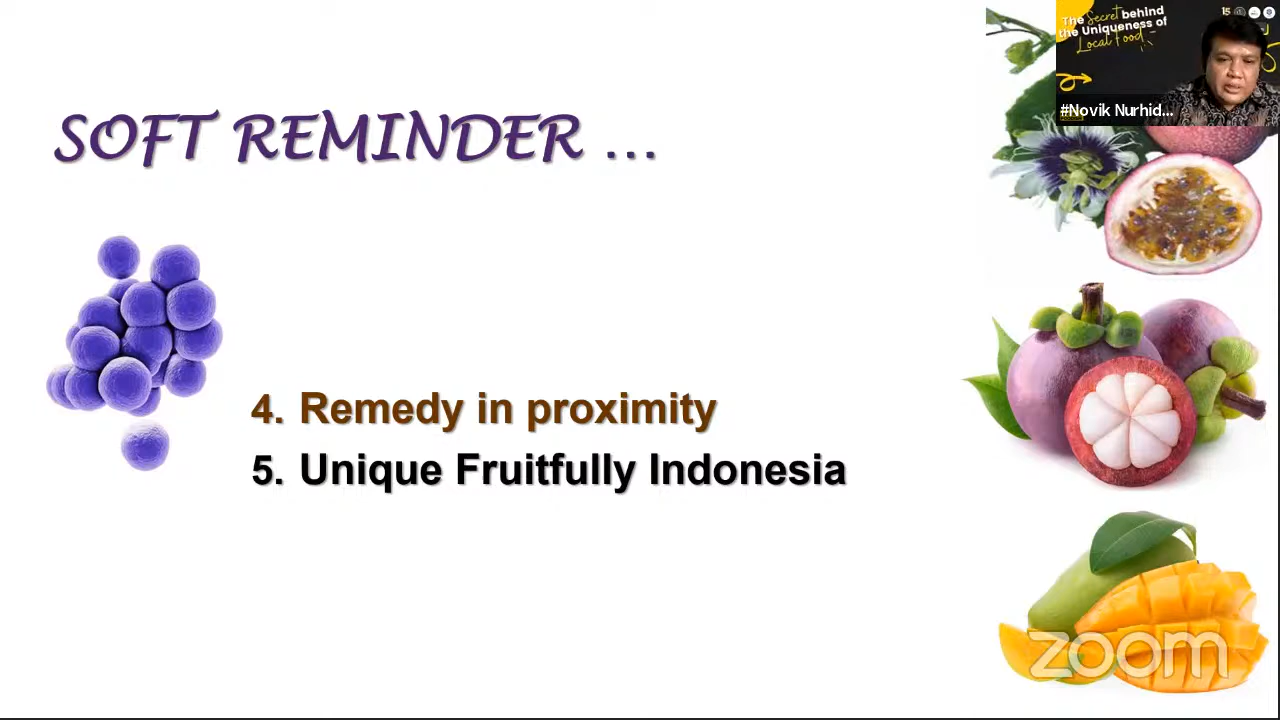 SOFT REMINDER ...
4. Remedy in proximity
5. Unique Fruitfully Indonesia
The Secret behind
the Uniqueness of
Local Food
15
#Novik Nurhid...
zoom